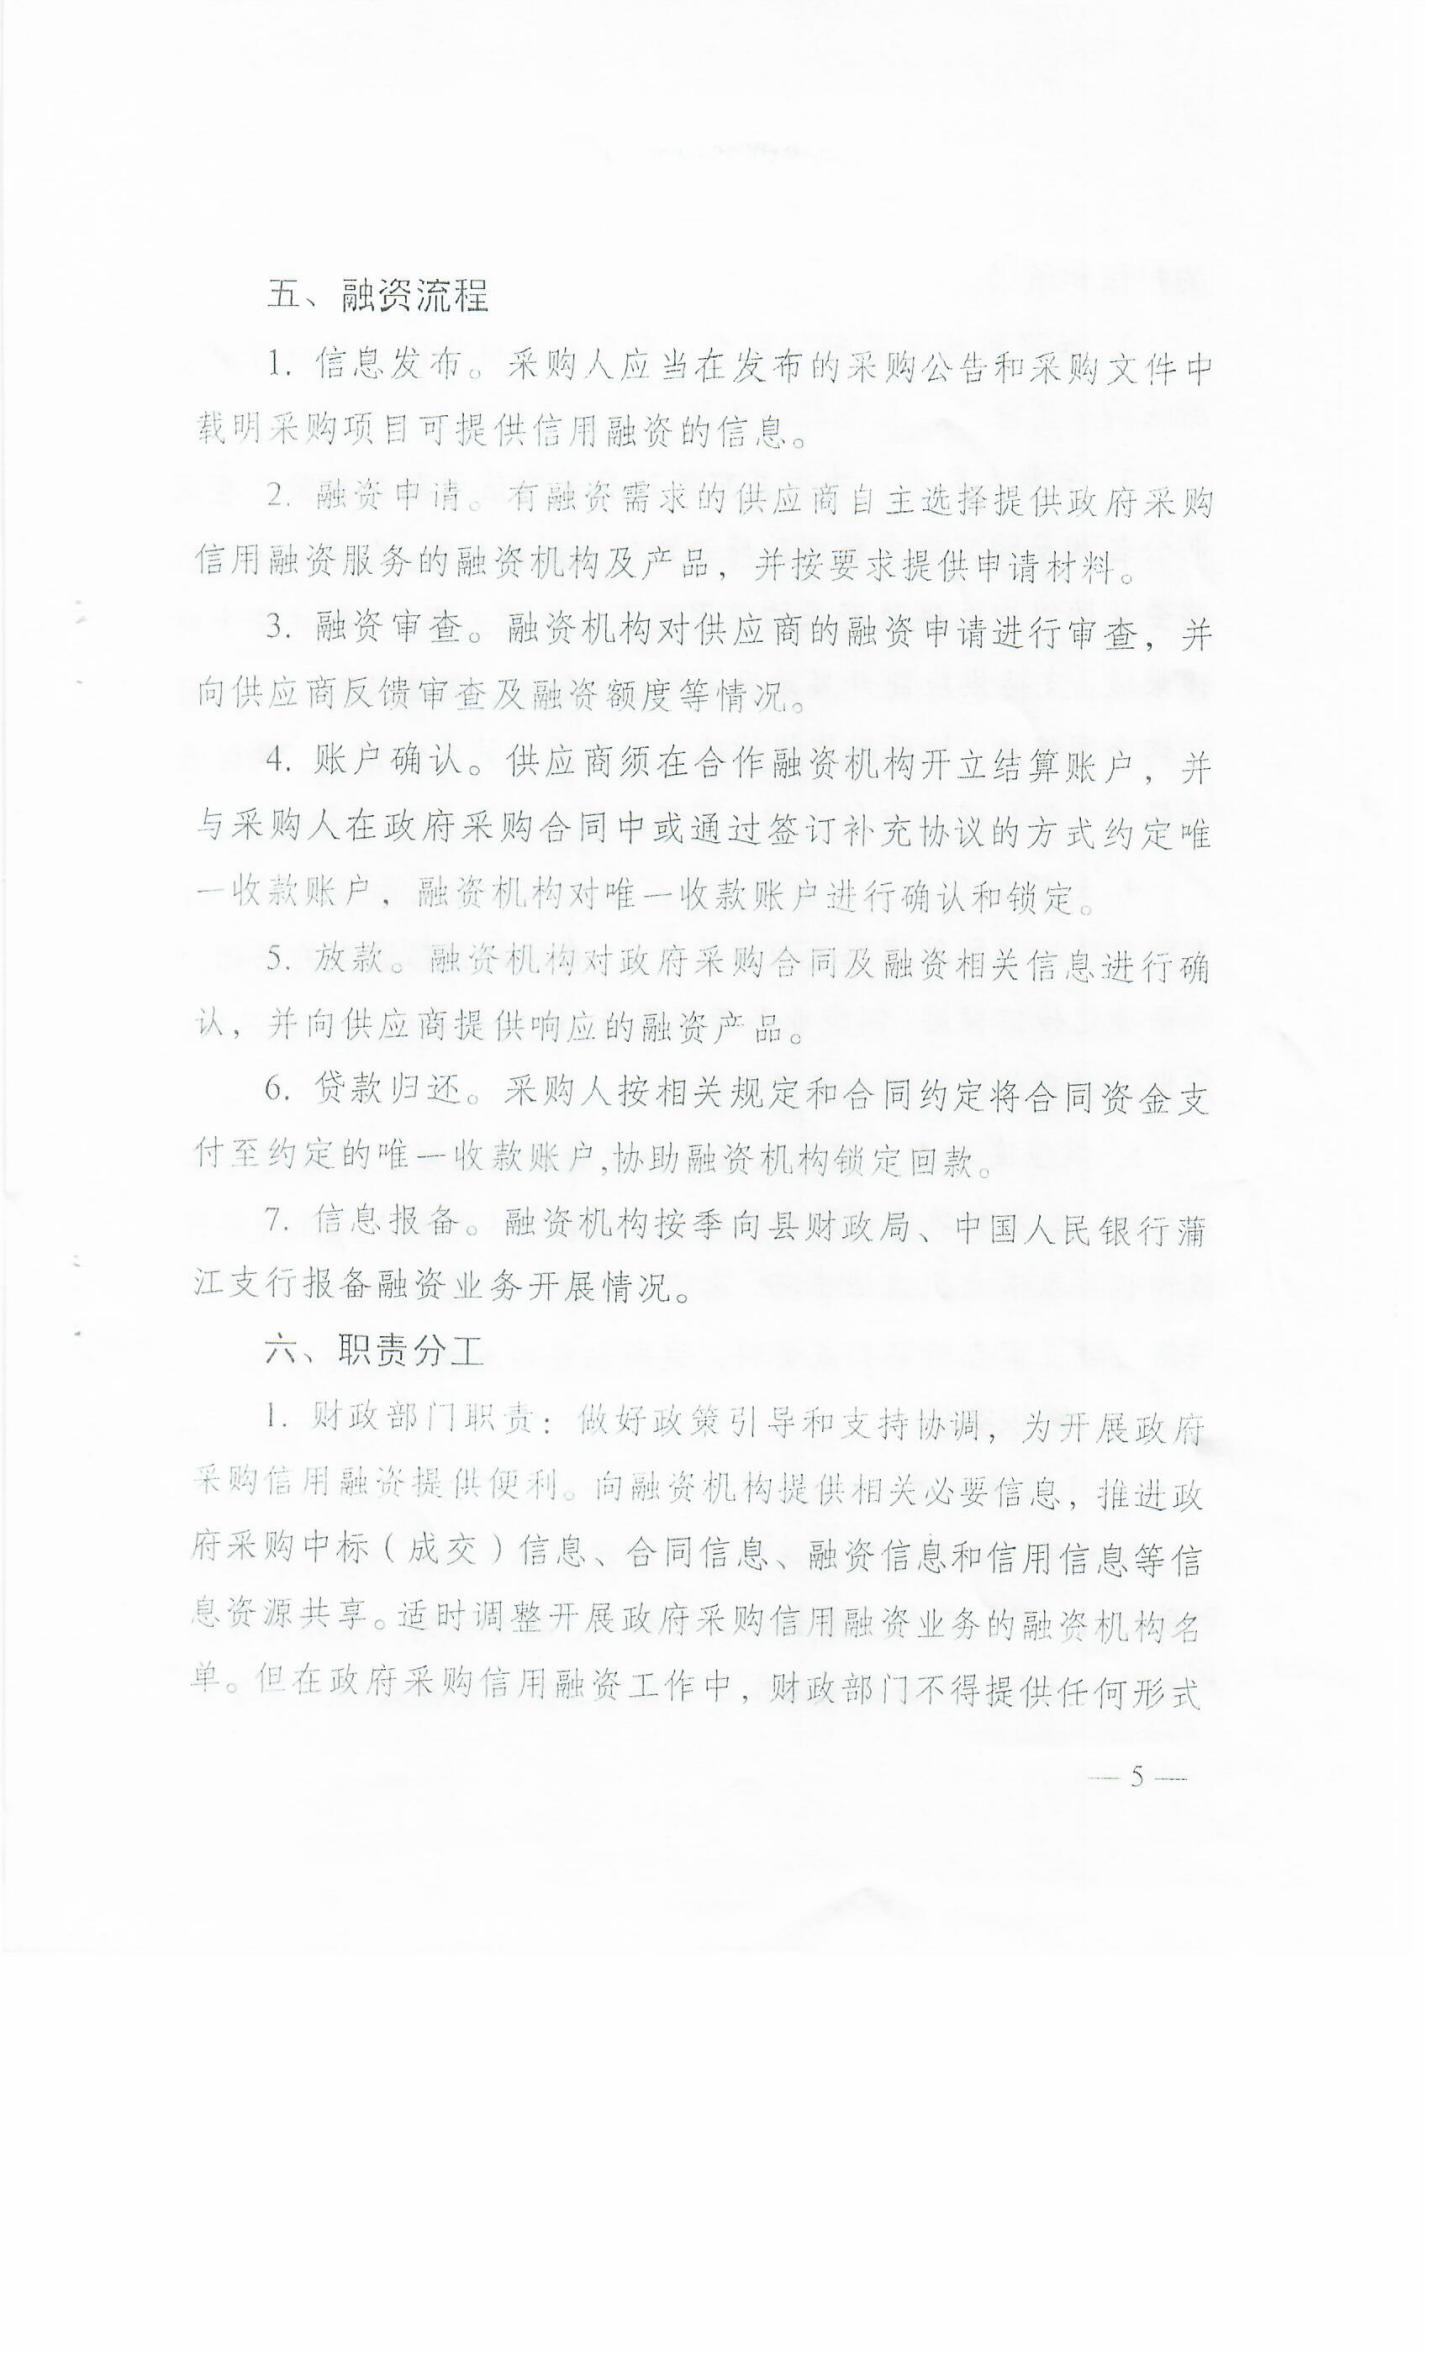 五、融资流程
1. 信息发布。采购人应当在发布的采购公告和采购文件中
载明采购项目可提供信用融资的信息。
2. 融资申请。有融资需求的供应商自主选择提供政府采购
信用融资服务的融资机构及产品，并按要求提供申请材料。
3. 融资审查。融资机构对供应商的融资申请进行审查，并
向供应商反馈审查及融资额度等情况。
4. 账户确认。供应商须在合作融资机构开立结算账户，并
与采购人在政府采购合同中或通过签订补充协议的方式约定唯
一收款账户，融资机构对唯一收款账户进行确认和锁定。
5. 放款。融资机构对政府采购合同及融资相关信息进行确
认，并向供应商提供响应的融资产品。
6. 贷款归还。采购人按相关规定和合同约定将合同资金支
付至约定的唯一收款账户,协助融资机构锁定回款。
7. 信息报备。融资机构按季向县财政局、中国人民银行蒲
江支行报备融资业务开展情况。
六、职责分工
1. 财政部门职责：做好政策引导和支持协调，为开展政府
采购信用融资提供便利。向融资机构提供相关必要信息，推进政
府采购中标（成交）信息、合同信息、融资信息和信用信息等信
息资源共享。适时调整开展政府采购信用融资业务的融资机构名
单。但在政府采购信用融资工作中，财政部门不得提供任何形式
— 5 —